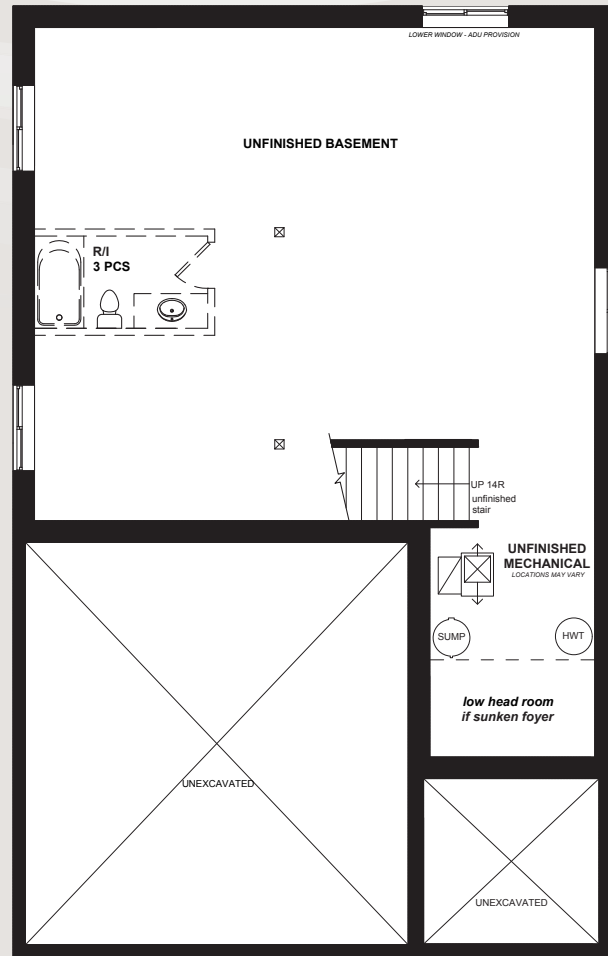 LOWER WINDOW - ADU PROVISION
UNFINISHED BASEMENT
R/I
3 PCS
UP 14R
unfinished
stair
UNFINISHED
MECHANICAL
LOCATIONS MAY VARY
SUMP
HWT
low head room
if sunken foyer
UNEXCAVATED
UNEXCAVATED